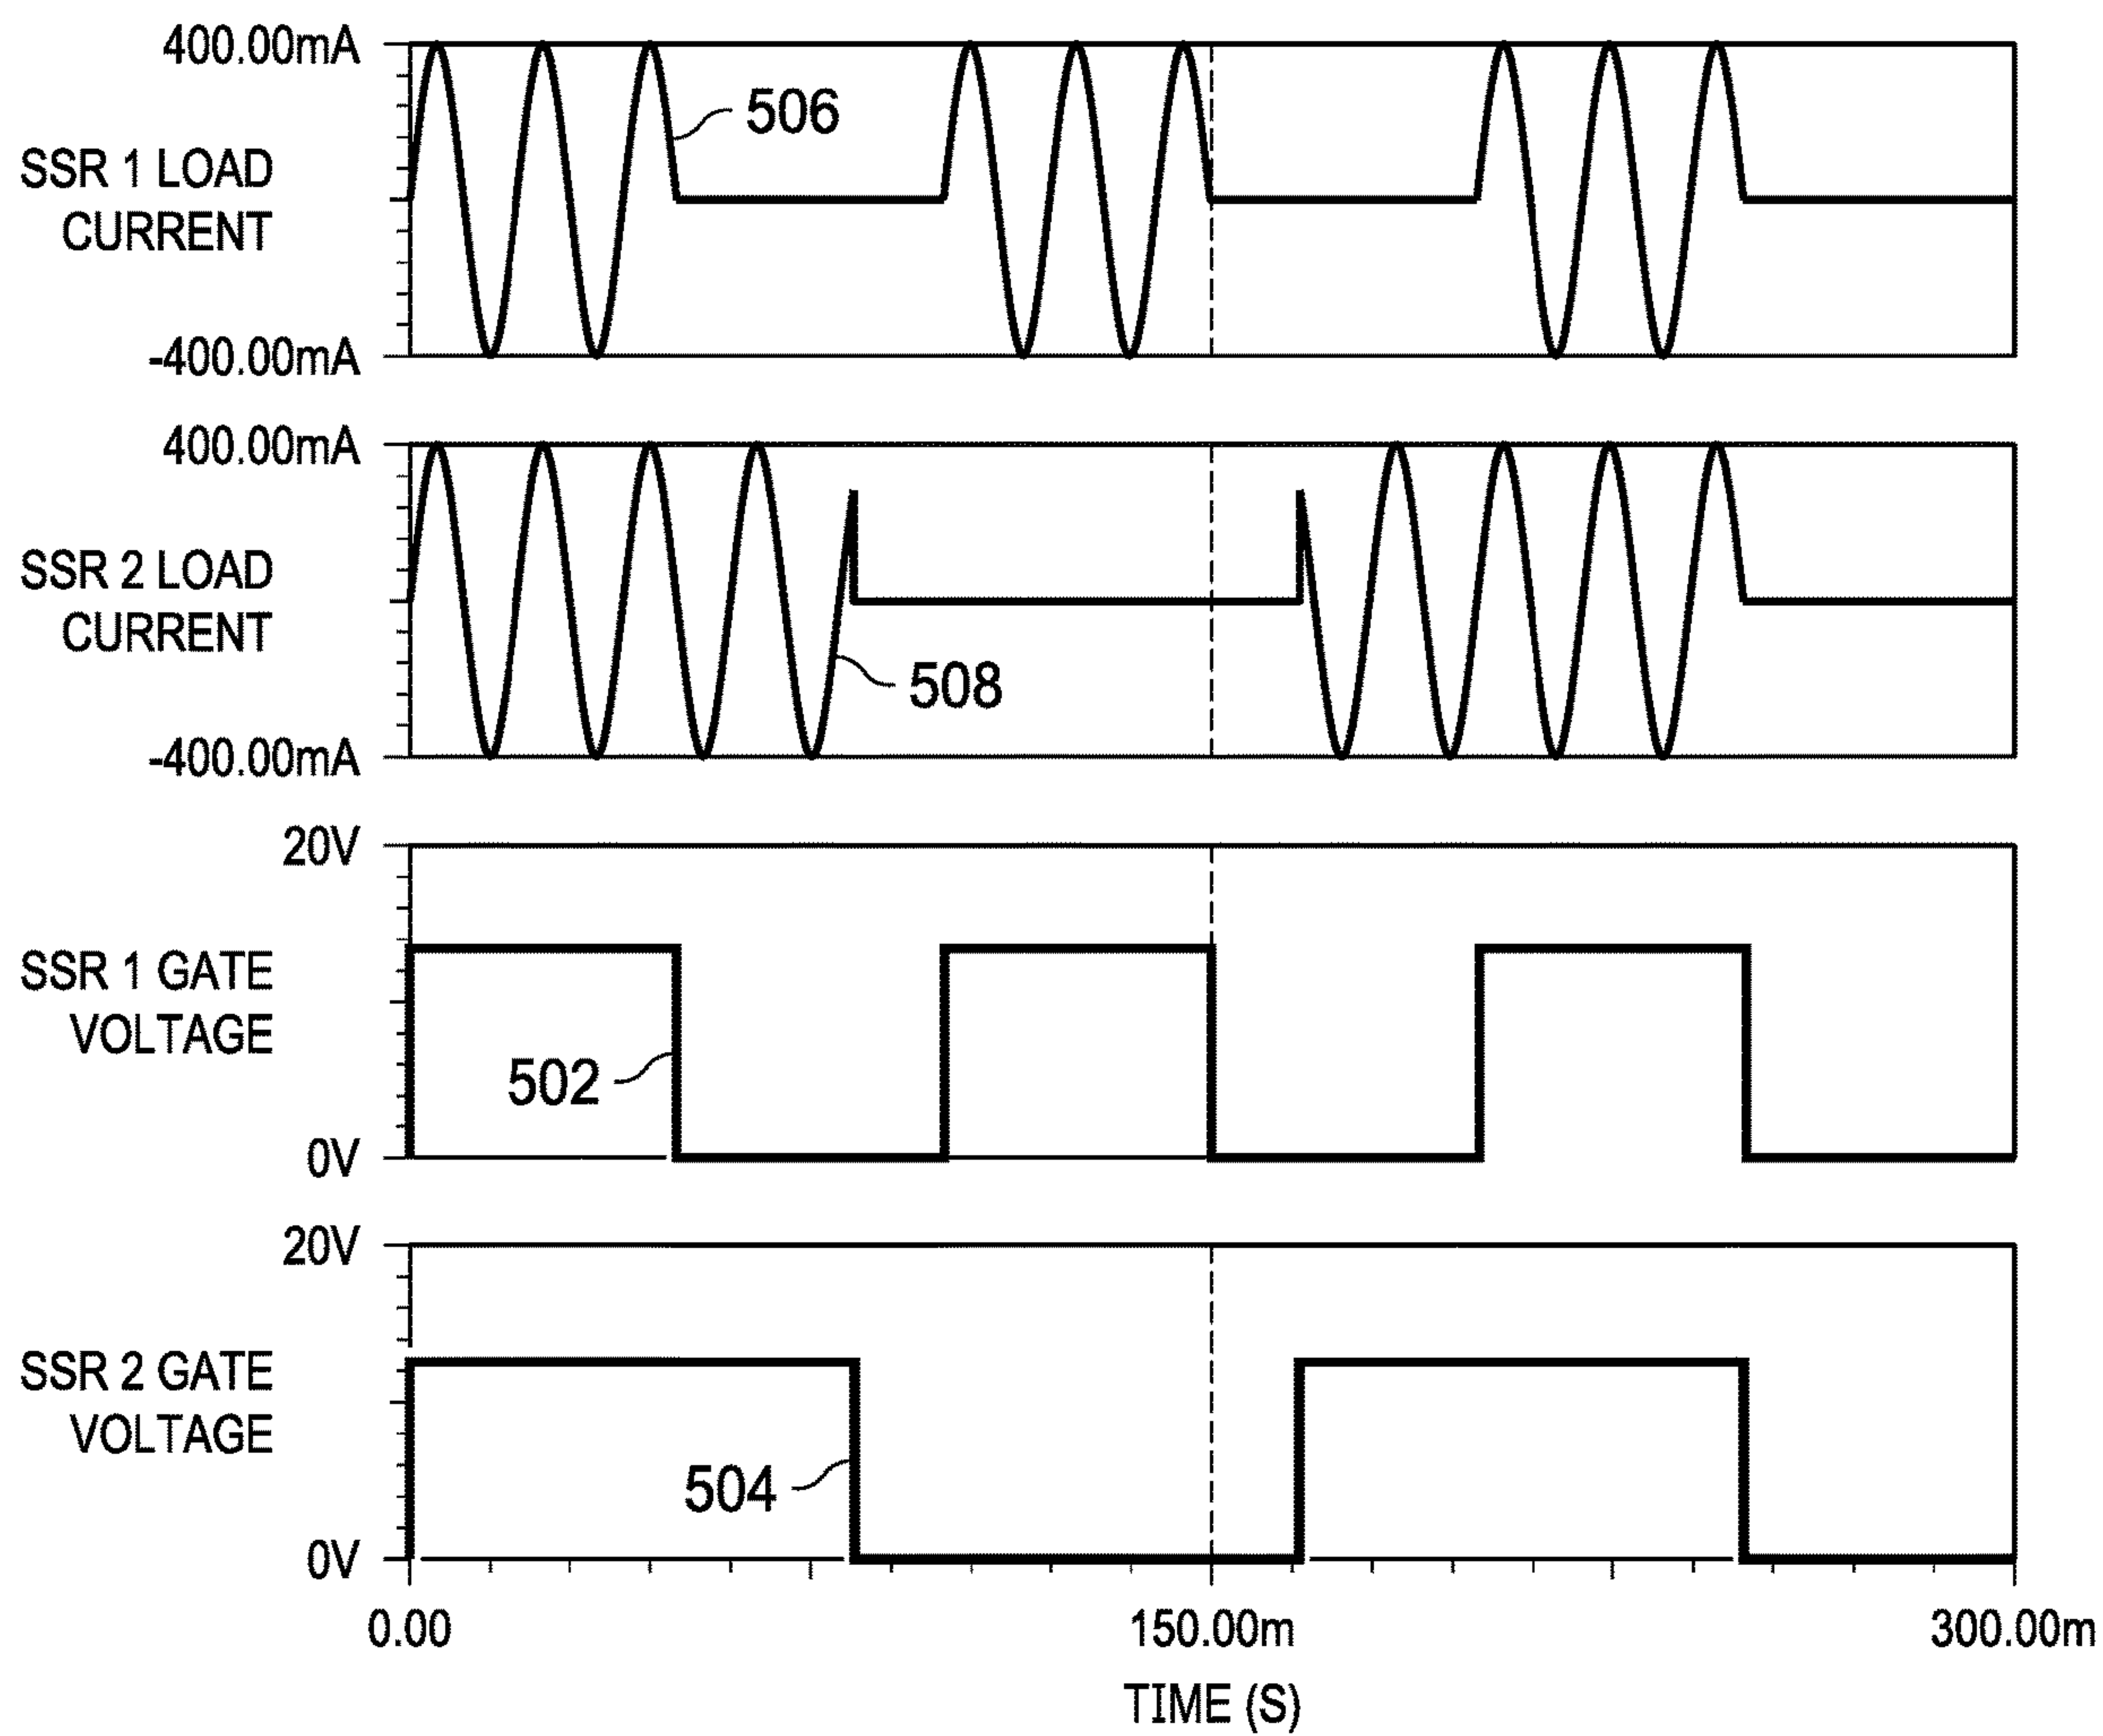 400.00mA
506
SSR 1 LOAD
CURRENT
-400.00mA
400.00mA
SSR 2 LOAD
CURRENT
508
-400.00mA
20V
SSR 1 GATE
VOLTAGE
502
0V
20V
SSR 2 GATE
VOLTAGE
504
0V
0.00 150.00m 300.00m
TIME (S)